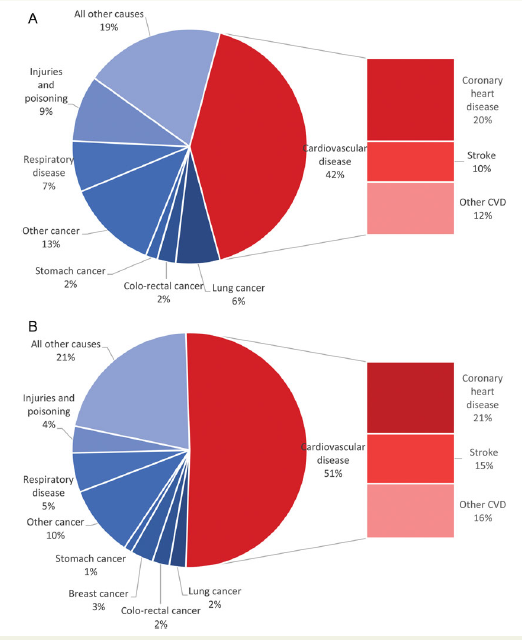 A
All other causes
19%
Injuries
and
poisoning
9%
Respiratory
disease
7%
Other cancer
13%
Stomach cancer
2%
Colo-rectal cancer
2%
Lung cancer
6%
Cardiovascular
disease
42%
Coronary
heart
disease
20%
Stroke
10%
Other CVD
12%
B
All other causes
21%
Injuries and
poisoning
4%
Respiratory
disease
5%
Other cancer
10%
Stomach cancer
1%
Breast cancer
3%
Colo-rectal cancer
2%
Lung cancer
2%
Cardiovascular
disease
51%
Coronary
heart
disease
21%
Stroke
15%
Other CVD
16%